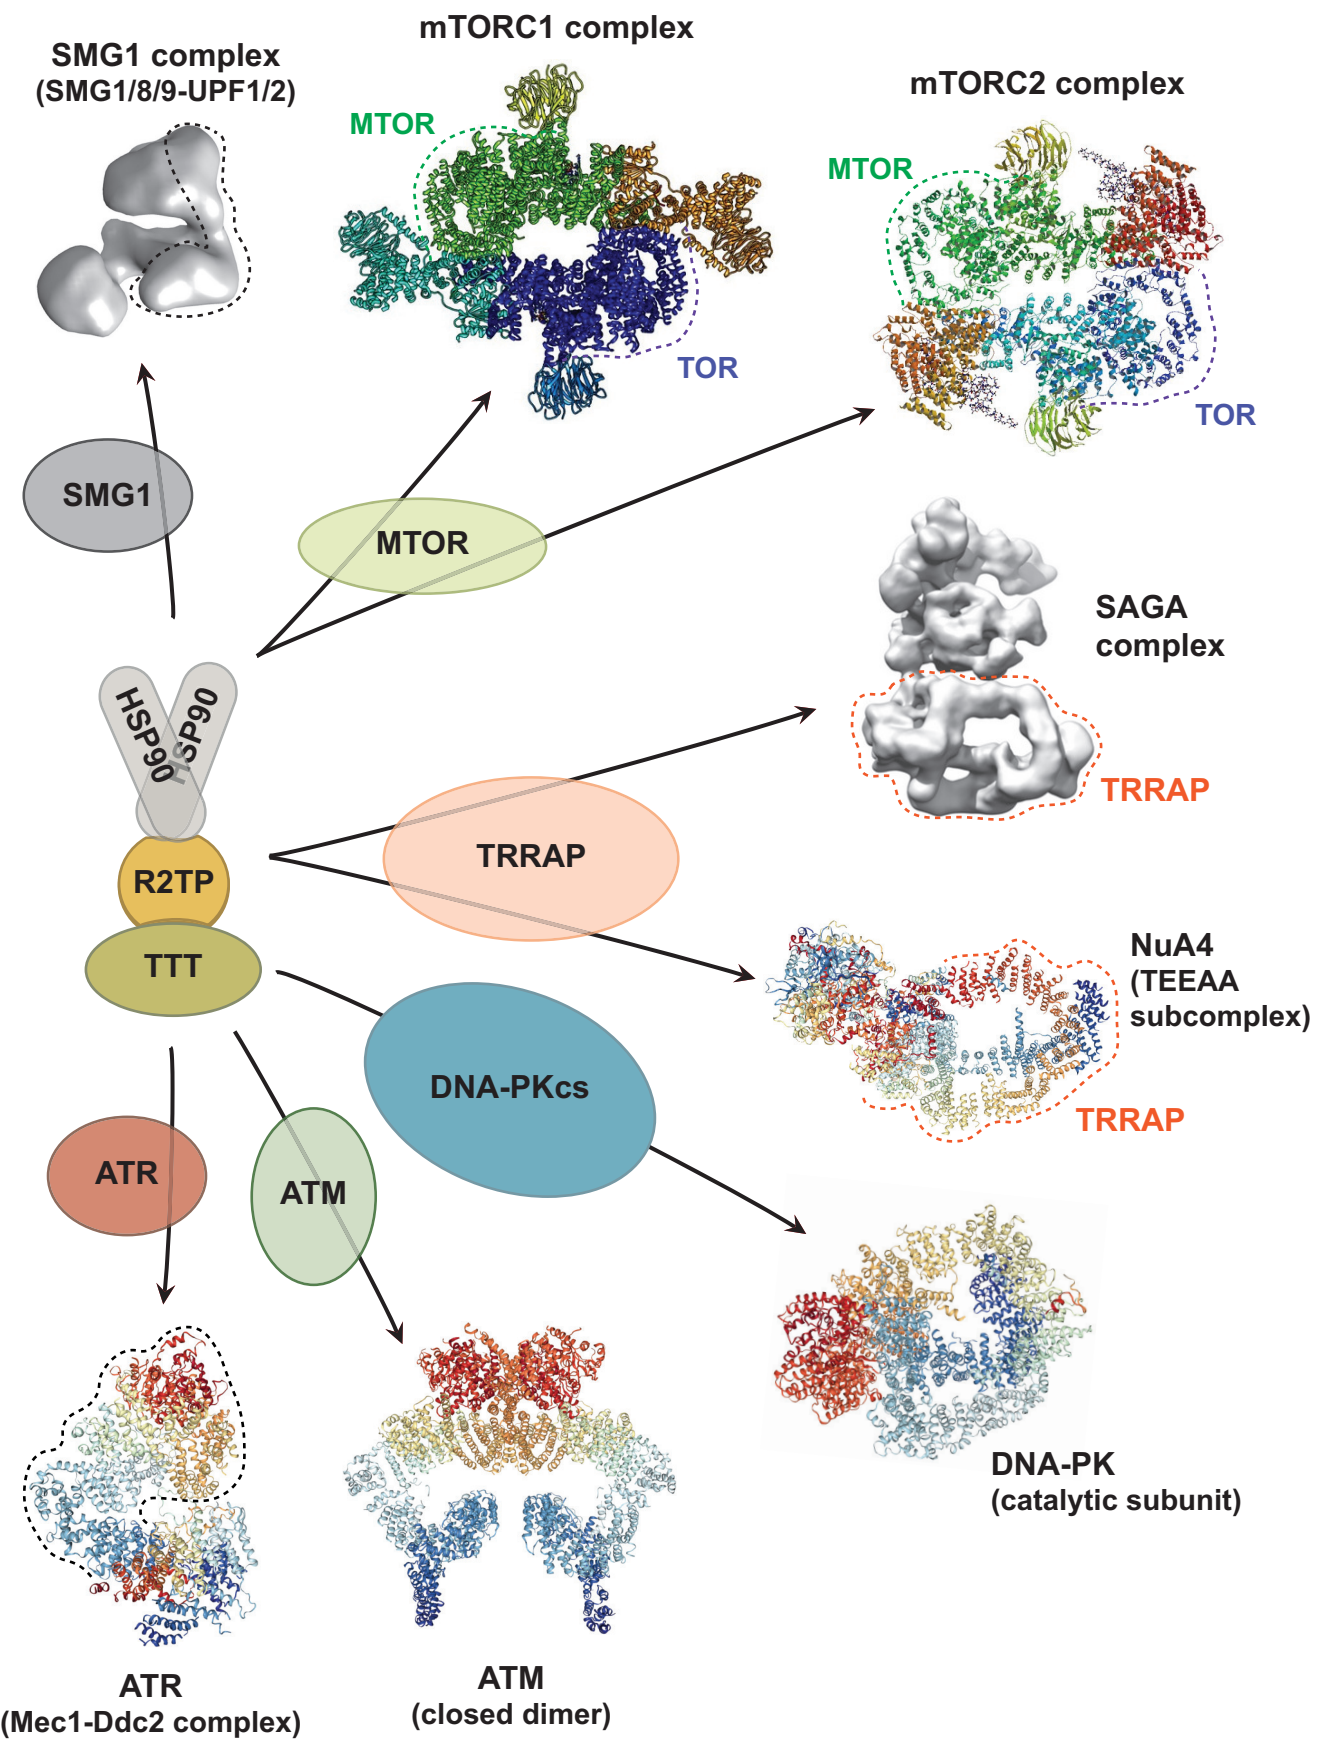 mTORC1 complex
SMG1 complex
(SMG1/8/9-UPF1/2)
mTORC2 complex
MTOR
MTOR
TOR
TOR
SMG1
MTOR
SAGA
complex
HSP90
HSP90
TRRAP
TRRAP
R2TP
TTT
NuA4
(TEEAA
subcomplex)
DNA-PKcs
TRRAP
ATR
ATM
DNA-PK
(catalytic subunit)
ATR
(Mec1-Ddc2 complex)
ATM
(closed dimer)